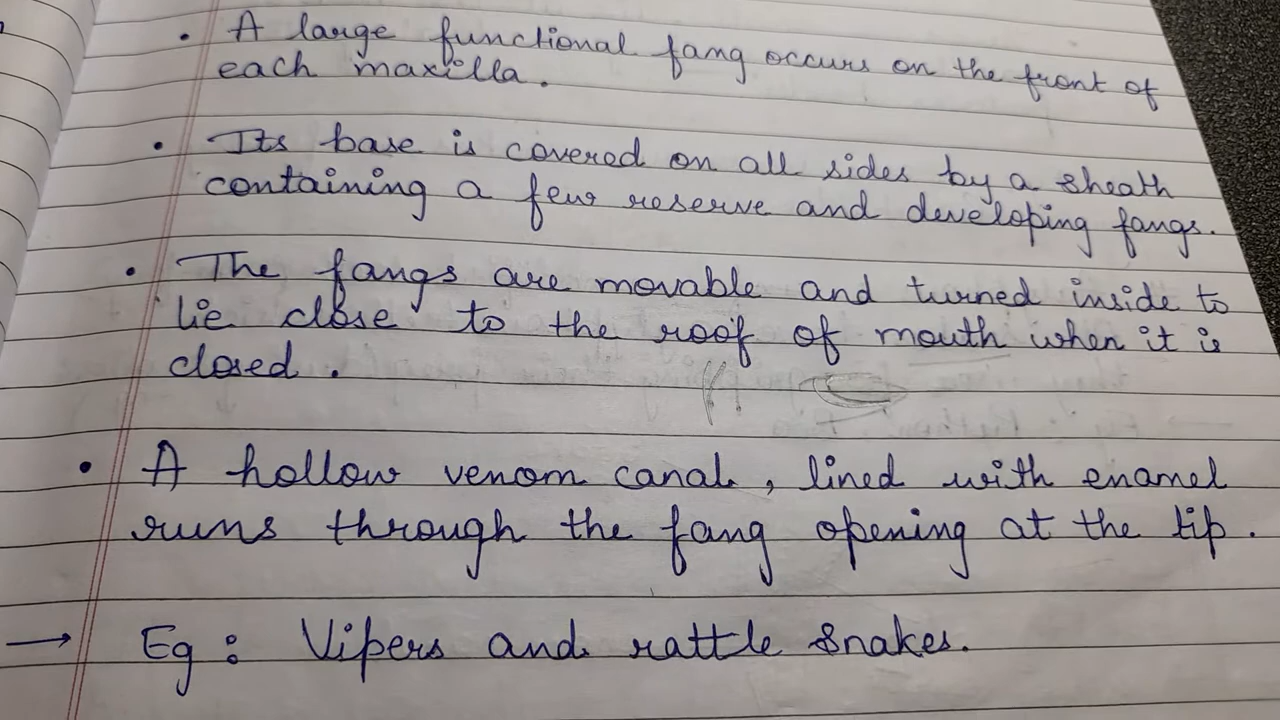 • A large functional fang occurs on the front of
each maxilla.
• Its base is covered on all sides by a sheath
containing a few reserve and developing fangs.
• The fangs are movable and turned inside to
lie close to the roof of mouth when it is
closed.
• A hollow venom canal, lined with enamel
runs through the fang opening at the tip.
→ Eg: Vipers and rattle snakes.